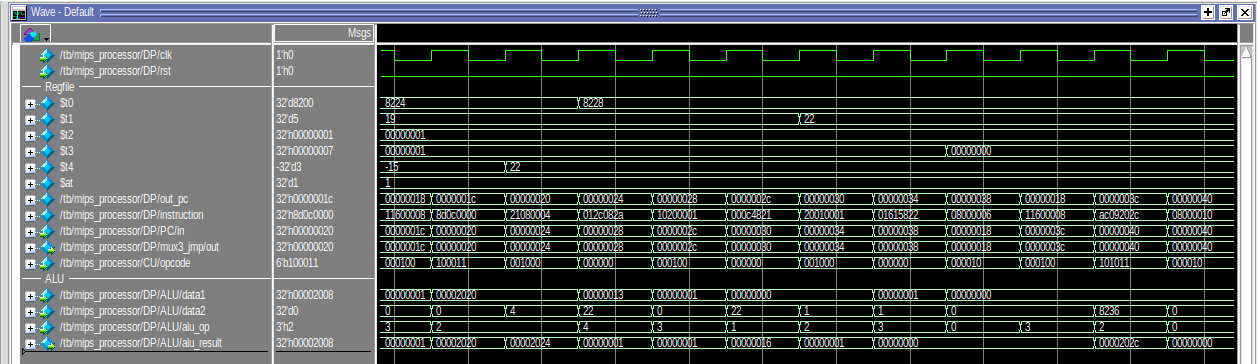 Wave - Default
Msgs
/tb/mips_processor/DP/clk 1'h0
/tb/mips_processor/DP/rst 1'h0
Regfile
$t0 32'd8200 8224 8228
$t1 32'd5 19 22
$t2 32'h00000001 00000001
$t3 32'h00000007 00000001 00000000
$t4 -32'd3 -15 22
$at 32'd1 1
/tb/mips_processor/DP/out_pc 32'h0000001c 00000018 0000001c 00000020 00000024 00000028 0000002c 00000030 00000034 00000038 00000018 0000003c 00000040
/tb/mips_processor/DP/instruction 32'h8d0c0000 11600008 8d0c0000 21080004 012c082a 10200001 000c4821 20010001 01615822 08000006 11600008 ac09202c 08000010
/tb/mips_processor/DP/PC/in 32'h00000020 0000001c 00000020 00000024 00000028 0000002c 00000030 00000034 00000038 00000018 0000003c 00000040 00000040
/tb/mips_processor/DP/mux3_jmp/out 32'h00000020 0000001c 00000020 00000024 00000028 0000002c 00000030 00000034 00000038 00000018 0000003c 00000040 00000040
/tb/mips_processor/CU/opcode 6'b100011 000100 100011 001000 000000 000100 000000 001000 000000 000010 000100 101011 000010
ALU
/tb/mips_processor/DP/ALU/data1 32'h00002008 00000001 00002020 00000013 00000001 00000000 00000001 00000000
/tb/mips_processor/DP/ALU/data2 32'd0 0 0 4 22 0 22 1 1 0 8236 0
/tb/mips_processor/DP/ALU/alu_op 3'h2 3 2 4 3 1 2 3 0 3 2 0
/tb/mips_processor/DP/ALU/alu_result 32'h00002008 00000001 00002020 00002024 00000001 00000001 00000016 00000001 00000000 0000202c 00000000